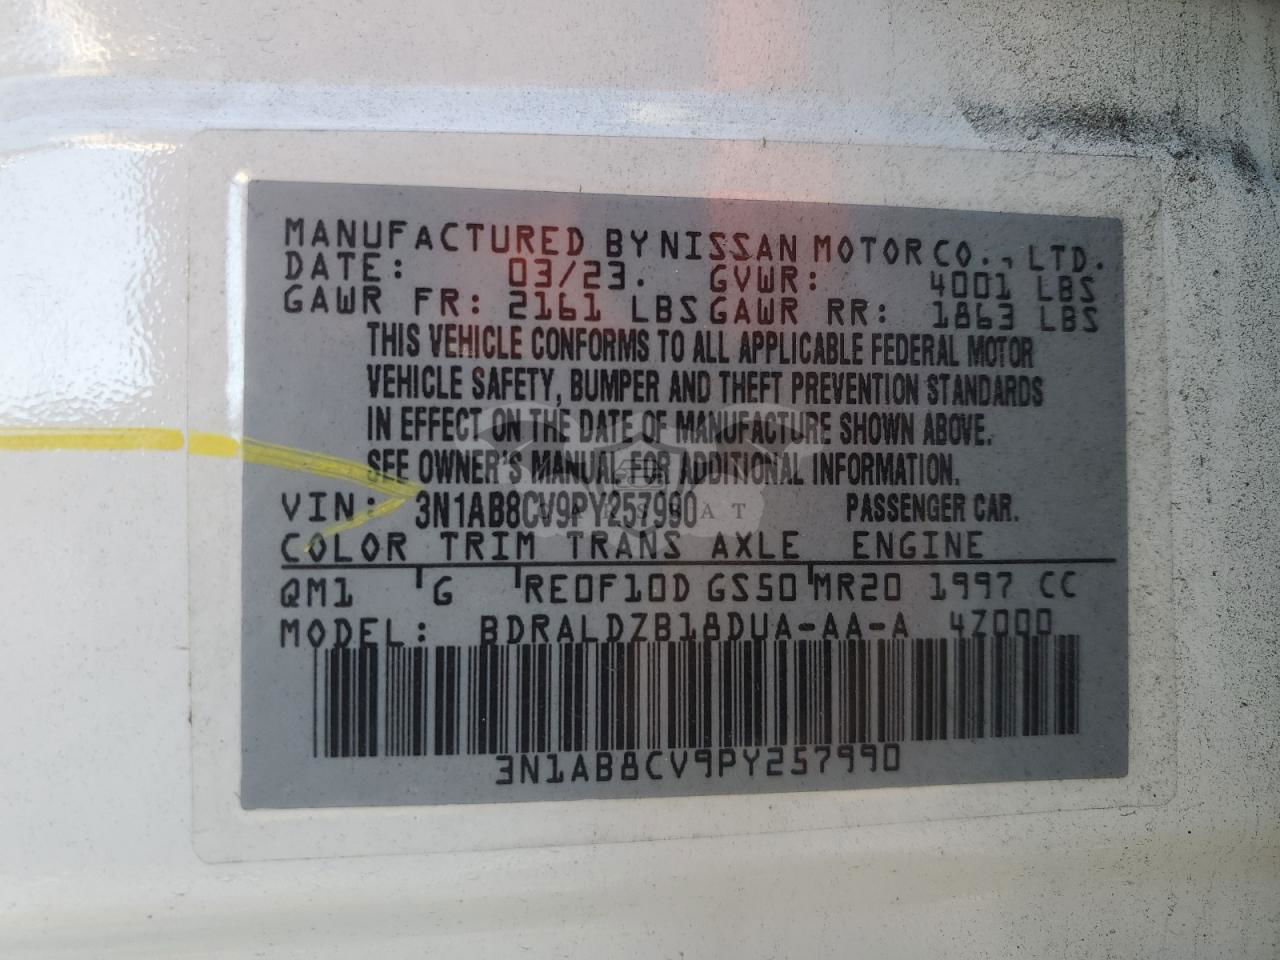 MANUFACTURED BY NISSAN MOTOR CO., LTD.
DATE: 03/23. GVWR: 4001 LBS
GAWR FR: 2161 LBS GAWR RR: 1863 LBS
THIS VEHICLE CONFORMS TO ALL APPLICABLE FEDERAL MOTOR
VEHICLE SAFETY, BUMPER AND THEFT PREVENTION STANDARDS
IN EFFECT ON THE DATE OF MANUFACTURE SHOWN ABOVE.
SEE OWNER'S MANUAL FOR ADDITIONAL INFORMATION.
VIN: 3N1AB8CV9PY257990 PASSENGER CAR.
COLOR TRIM TRANS AXLE ENGINE
QM1 G RE0F10D GS50 MR20 1997 CC
MODEL: BDRALDZB18DUA-AA-A 4Z000
3N1AB8CV9PY257990